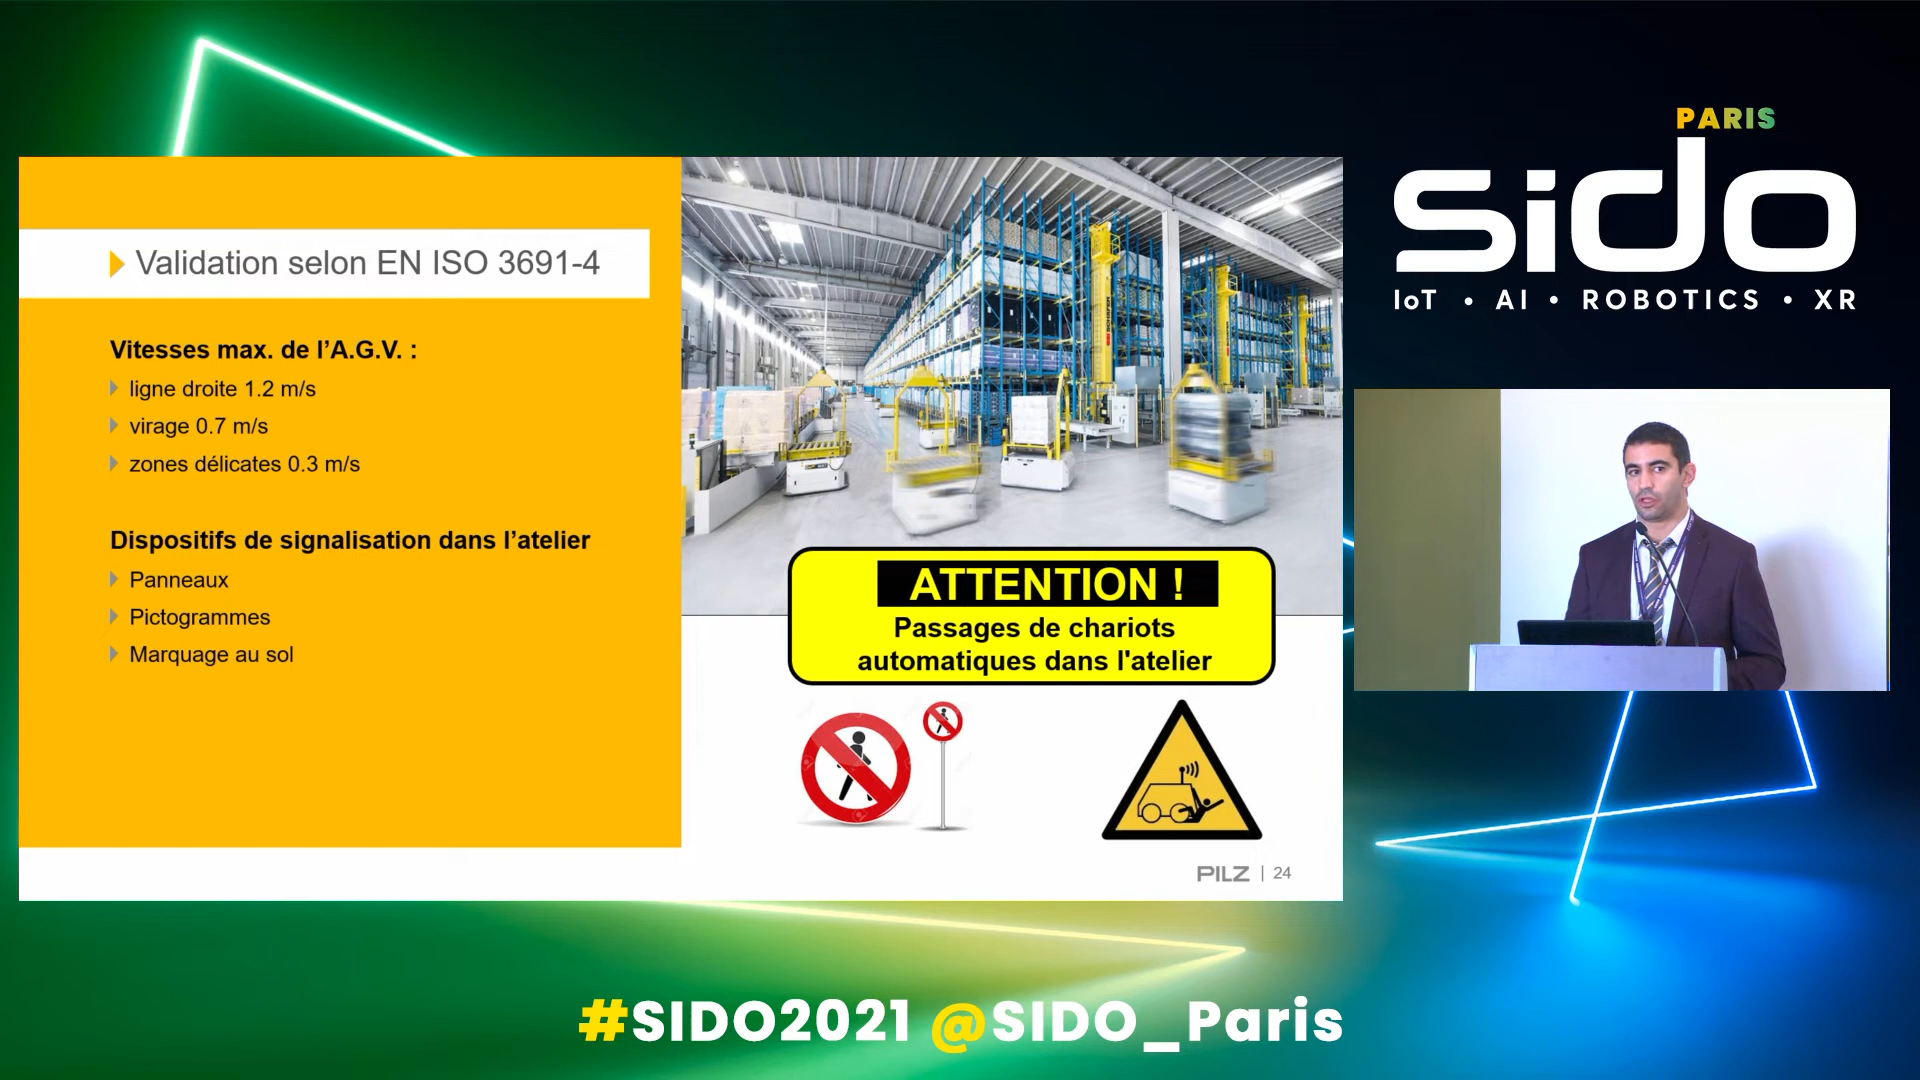 PARIS
sido
IoT • AI • ROBOTICS • XR
Validation selon EN ISO 3691-4
Vitesses max. de l’A.G.V. :
ligne droite 1.2 m/s
virage 0.7 m/s
zones délicates 0.3 m/s
Dispositifs de signalisation dans l’atelier
Panneaux
Pictogrammes
Marquage au sol
ATTENTION !
Passages de chariots
automatiques dans l'atelier
PILZ | 24
#SIDO2021 @SIDO_Paris